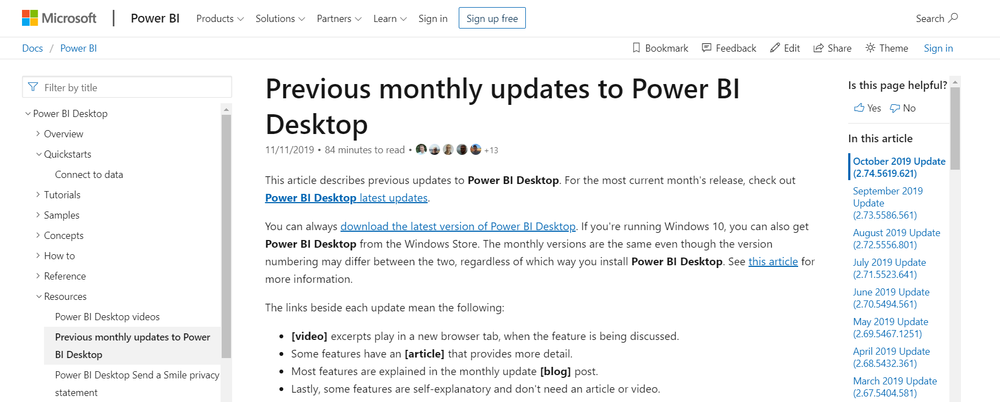 Microsoft
Power BI
Products
Solutions
Partners
Learn
Sign in
Sign up free
Search
Docs / Power BI
Bookmark
Feedback
Edit
Share
Theme
Sign in
Filter by title
Power BI Desktop
Overview
Quickstarts
Connect to data
Tutorials
Samples
Concepts
How to
Reference
Resources
Power BI Desktop videos
Previous monthly updates to Power
BI Desktop
Power BI Desktop Send a Smile privacy
statement
Previous monthly updates to Power BI
Desktop
11/11/2019 • 84 minutes to read • +13
This article describes previous updates to Power BI Desktop. For the most current month's release, check out
Power BI Desktop latest updates.
You can always download the latest version of Power BI Desktop. If you're running Windows 10, you can also get
Power BI Desktop from the Windows Store. The monthly versions are the same even though the version
numbering may differ between the two, regardless of which way you install Power BI Desktop. See this article for
more information.
The links beside each update mean the following:
• [video] excerpts play in a new browser tab, when the feature is being discussed.
• Some features have an [article] that provides more detail.
• Most features are explained in the monthly update [blog] post.
• Lastly, some features are self-explanatory and don't need an article or video.
Is this page helpful?
Yes No
In this article
October 2019 Update
(2.74.5619.621)
September 2019
Update
(2.73.5586.561)
August 2019 Update
(2.72.5556.801)
July 2019 Update
(2.71.5523.641)
June 2019 Update
(2.70.5494.561)
May 2019 Update
(2.69.5467.1251)
April 2019 Update
(2.68.5432.361)
March 2019 Update
(2.67.5404.581)